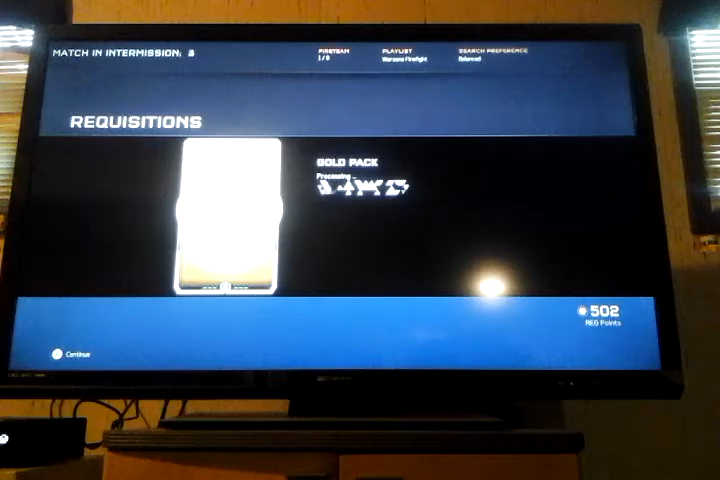 MATCH IN INTERMISSION: 3
FIRETEAM
1/8
PLAYLIST
Warzone Firefight
SEARCH PREFERENCE
Balanced
REQUISITIONS
GOLD PACK
Processing
502
REQ Points
Continue